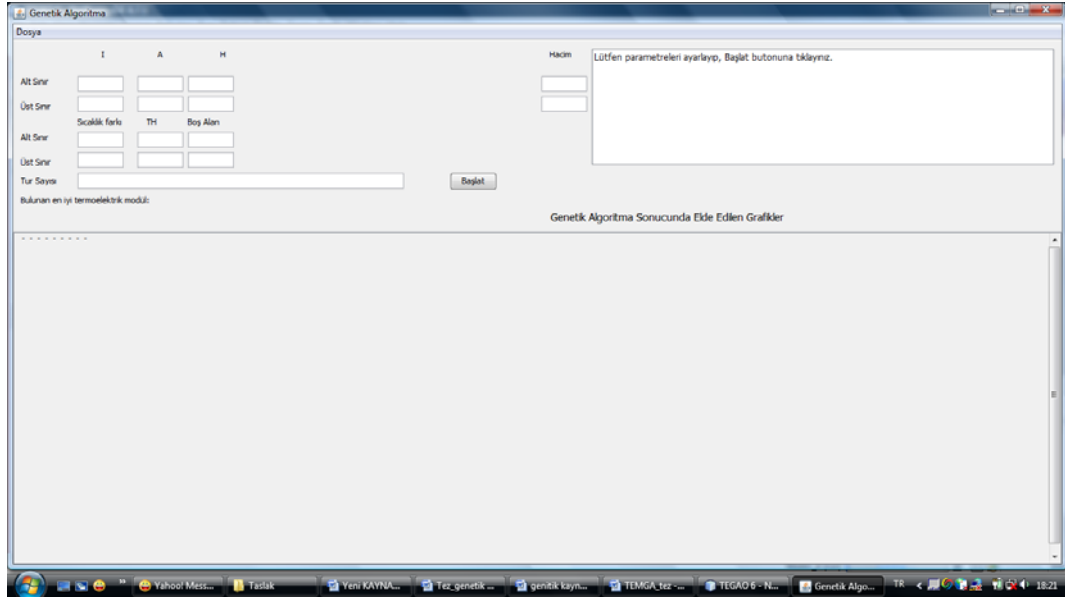 Genetik Algoritma
Dosya
I A H Hacim
Lütfen parametreleri ayarlayıp, Başlat butonuna tıklayınız.
Alt Sınır
Üst Sınır
Sıcaklık farkı TH Boş Alan
Alt Sınır
Üst Sınır
Tur Sayısı Başlat
Bulunan en iyi termoelektrik modül:
Genetik Algoritma Sonucunda Elde Edilen Grafikler
- - - - - - - - -
Yahoo! Mess... Taslak Yeni KAYNA... Tez_genetik ... genitik kayn... TEMGA_tez -... TEGAO 6 - N... Genetik Algo... TR 18:21